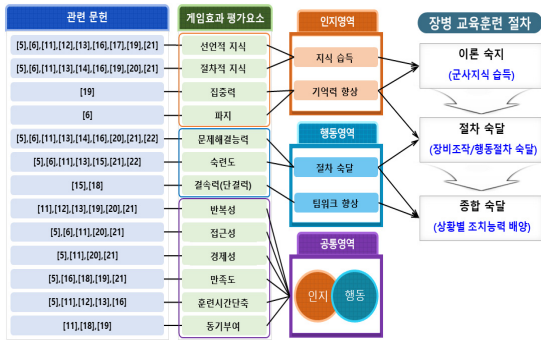 관련 문헌
게임효과 평가요소
인지영역
장병 교육훈련 절차
[5],[6],[11],[12],[13],[16],[17],[19],[21]
선언적 지식
[5],[6],[11],[13],[14],[16],[19],[20],[21]
절차적 지식
[19]
집중력
[6]
파지
지식 습득
기억력 향상
이론 숙지
(군사지식 습득)
[5],[6],[11],[13],[14],[16],[20],[21],[22]
문제해결능력
[5],[6],[11],[13],[15],[21],[22]
숙련도
[15],[18]
결속력(단결력)
행동영역
절차 숙달
팀워크 향상
절차 숙달
(장비조작/행동절차 숙달)
[11],[12],[13],[19],[20],[21]
반복성
[5],[6],[11],[20],[21]
접근성
[5],[11],[20],[21]
경제성
[5],[16],[18],[19],[21]
만족도
[5],[11],[12],[13],[16]
훈련시간단축
[11],[18],[19]
동기부여
공통영역
인지
행동
종합 숙달
(상황별 조치능력 배양)